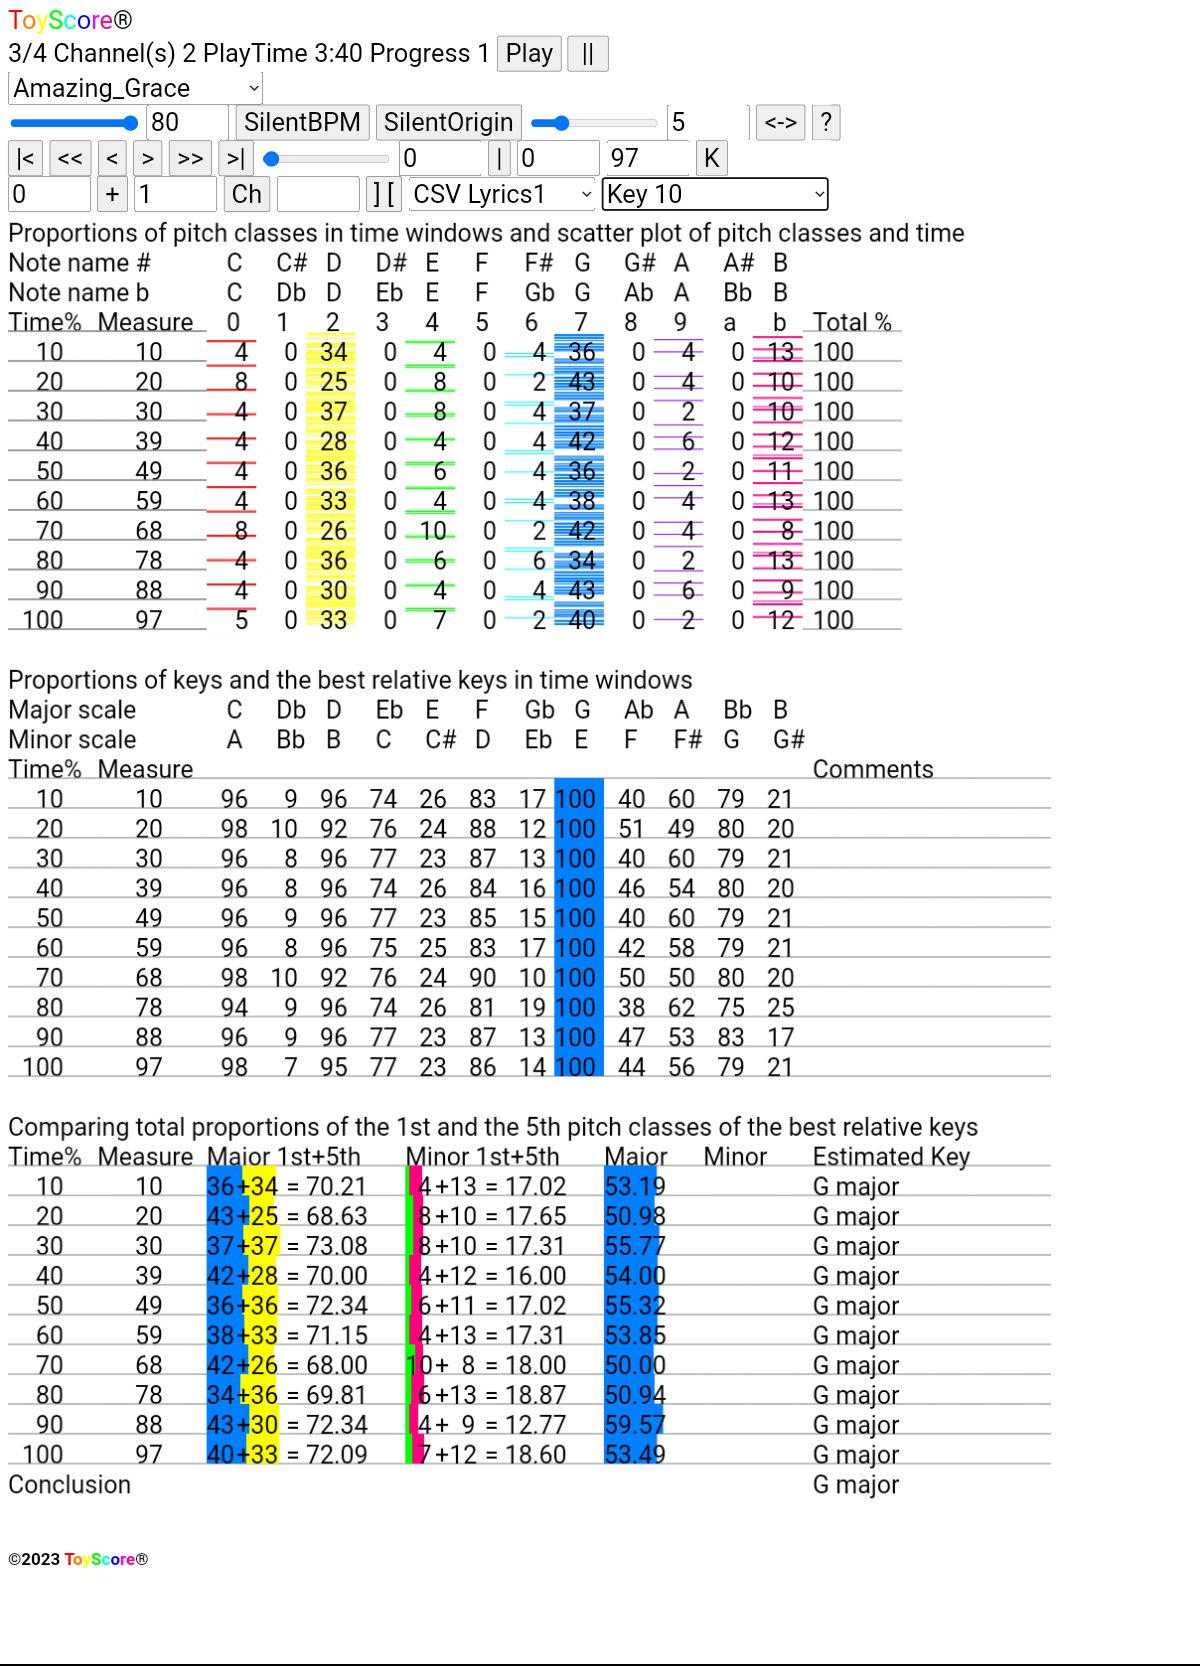 ToyScore®
3/4 Channel(s) 2 PlayTime 3:40 Progress 1 Play ||
Amazing_Grace
80 SilentBPM SilentOrigin 5 <-> ?
|< << < > >> >| 0 | 0 97 K
0 + 1 Ch ] [ CSV Lyrics1 Key 10
Proportions of pitch classes in time windows and scatter plot of pitch classes and time
Note name # C C# D D# E F F# G G# A A# B
Note name b C Db D Eb E F Gb G Ab A Bb B
Time% Measure 0 1 2 3 4 5 6 7 8 9 a b Total %
10 10 4 0 34 0 4 0 4 36 0 4 0 13 100
20 20 8 0 25 0 8 0 2 43 0 4 0 10 100
30 30 4 0 37 0 8 0 4 37 0 2 0 10 100
40 39 4 0 28 0 4 0 4 42 0 6 0 12 100
50 49 4 0 36 0 6 0 4 36 0 2 0 11 100
60 59 4 0 33 0 4 0 4 38 0 4 0 13 100
70 68 8 0 26 0 10 0 2 42 0 4 0 8 100
80 78 4 0 36 0 6 0 6 34 0 2 0 13 100
90 88 4 0 30 0 4 0 4 43 0 6 0 9 100
100 97 5 0 33 0 7 0 2 40 0 2 0 12 100
Proportions of keys and the best relative keys in time windows
Major scale C Db D Eb E F Gb G Ab A Bb B
Minor scale A Bb B C C# D Eb E F F# G G#
Time% Measure Comments
10 10 96 9 96 74 26 83 17 100 40 60 79 21
20 20 98 10 92 76 24 88 12 100 51 49 80 20
30 30 96 8 96 77 23 87 13 100 40 60 79 21
40 39 96 8 96 74 26 84 16 100 46 54 80 20
50 49 96 9 96 77 23 85 15 100 40 60 79 21
60 59 96 8 96 75 25 83 17 100 42 58 79 21
70 68 98 10 92 76 24 90 10 100 50 50 80 20
80 78 94 9 96 74 26 81 19 100 38 62 75 25
90 88 96 9 96 77 23 87 13 100 47 53 83 17
100 97 98 7 95 77 23 86 14 100 44 56 79 21
Comparing total proportions of the 1st and the 5th pitch classes of the best relative keys
Time% Measure Major 1st+5th Minor 1st+5th Major Minor Estimated Key
10 10 36+34 = 70.21 4+13 = 17.02 53.19 G major
20 20 43+25 = 68.63 8+10 = 17.65 50.98 G major
30 30 37+37 = 73.08 8+10 = 17.31 55.77 G major
40 39 42+28 = 70.00 4+12 = 16.00 54.00 G major
50 49 36+36 = 72.34 6+11 = 17.02 55.32 G major
60 59 38+33 = 71.15 4+13 = 17.31 53.85 G major
70 68 42+26 = 68.00 10+ 8 = 18.00 50.00 G major
80 78 34+36 = 69.81 6+13 = 18.87 50.94 G major
90 88 43+30 = 72.34 4+ 9 = 12.77 59.57 G major
100 97 40+33 = 72.09 7+12 = 18.60 53.49 G major
Conclusion G major
©2023 ToyScore®